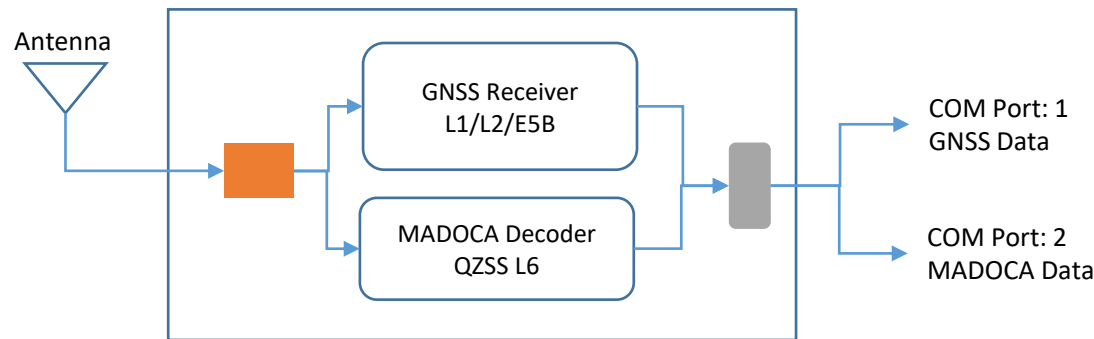 Antenna
GNSS Receiver
L1/L2/E5B
MADOCA Decoder
QZSS L6
COM Port: 1
GNSS Data
COM Port: 2
MADOCA Data